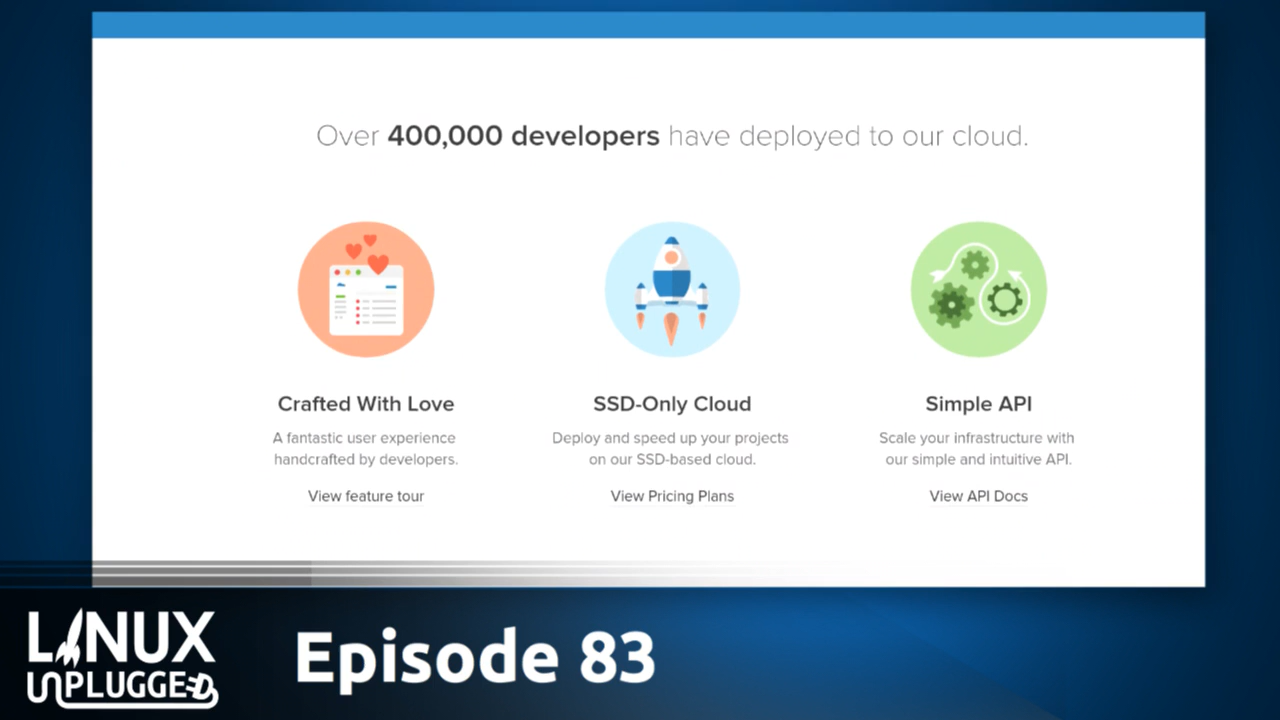 Over 400,000 developers have deployed to our cloud.
Crafted With Love
A fantastic user experience
handcrafted by developers.
View feature tour
SSD-Only Cloud
Deploy and speed up your projects
on our SSD-based cloud.
View Pricing Plans
Simple API
Scale your infrastructure with
our simple and intuitive API.
View API Docs
LINUX
UNPLUGGED
Episode 83